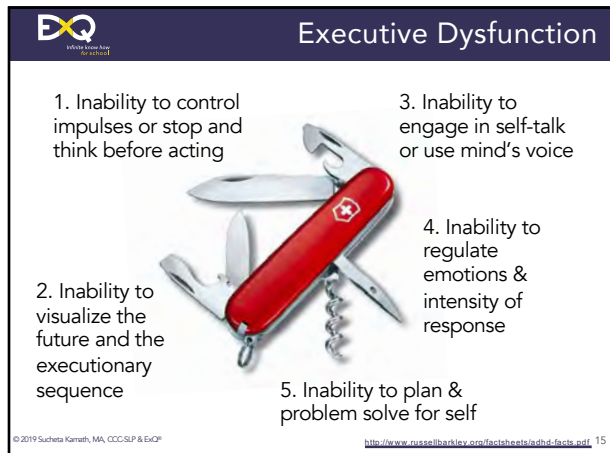 EXQ
Infinite know how
for school
Executive Dysfunction
1. Inability to control
impulses or stop and
think before acting
3. Inability to
engage in self-talk
or use mind's voice
4. Inability to
regulate
emotions &
intensity of
response
2. Inability to
visualize the
future and the
executionary
sequence
5. Inability to plan &
problem solve for self
© 2019 Sucheta Kamath, MA, CCC-SLP & ExQ®
http://www.russellbarkley.org/factsheets/adhd-facts.pdf 15